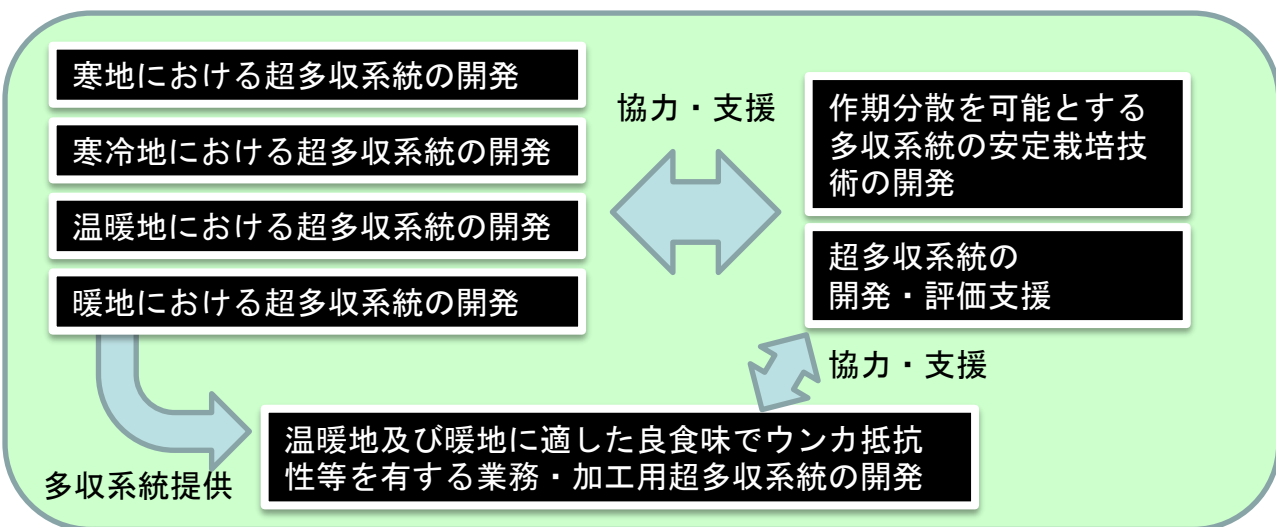 寒地における超多収系統の開発
寒冷地における超多収系統の開発
温暖地における超多収系統の開発
暖地における超多収系統の開発
協力・支援
作期分散を可能とする
多収系統の安定栽培技
術の開発
超多収系統の
開発・評価支援
協力・支援
多収系統提供
温暖地及び暖地に適した良食味でウンカ抵抗
性等を有する業務・加工用超多収系統の開発